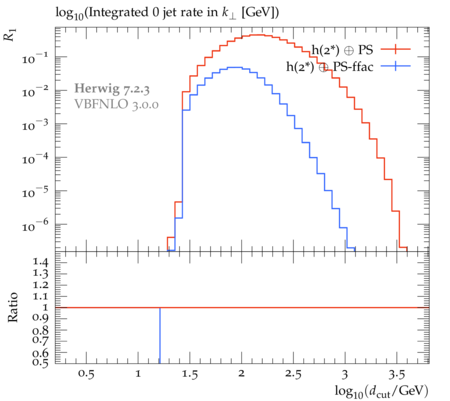 log₁₀(Integrated 0 jet rate in k⊥ [GeV])
R₁
h(2*) ⊕ PS
h(2*) ⊕ PS-ffac
Herwig 7.2.3
VBFNLO 3.0.0
10⁻¹
10⁻²
10⁻³
10⁻⁴
10⁻⁵
10⁻⁶
Ratio
1.4
1.3
1.2
1.1
1
0.9
0.8
0.7
0.6
0.5
0.5 1 1.5 2 2.5 3 3.5
log₁₀(d_cut/GeV)